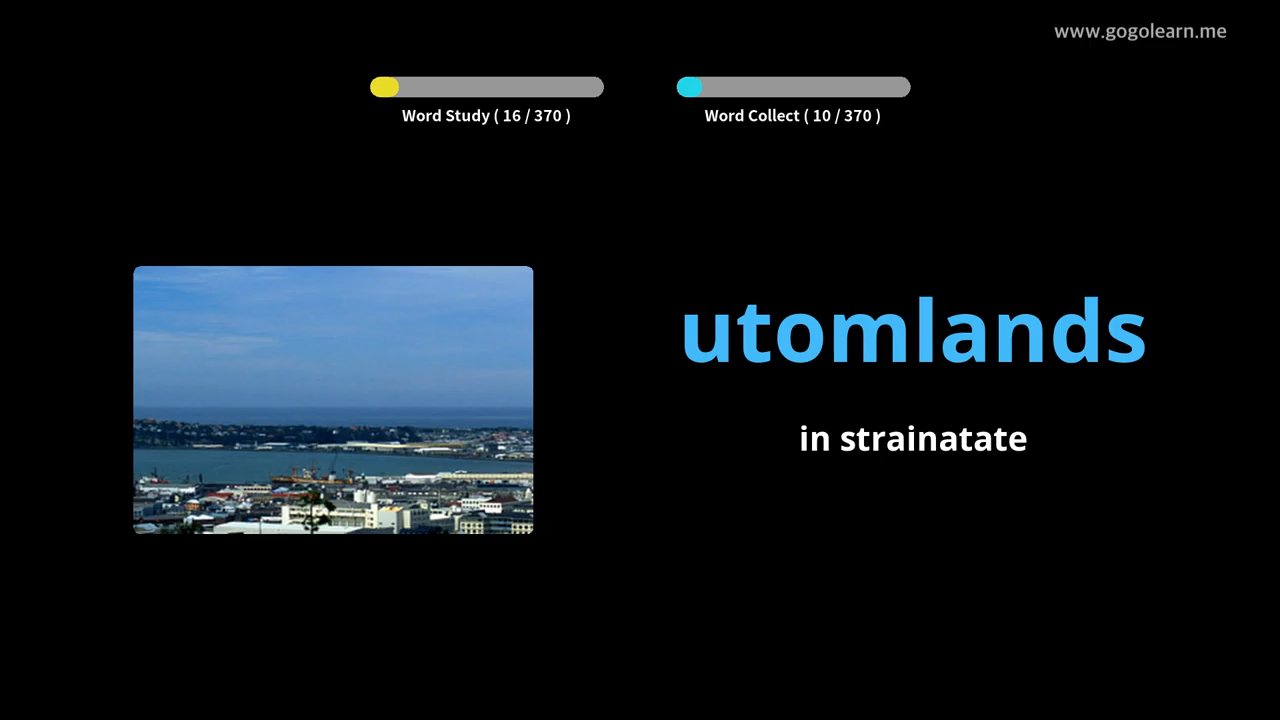 www.gogolearn.me
Word Study ( 16 / 370 )
Word Collect ( 10 / 370 )
utomlands
in strainatate